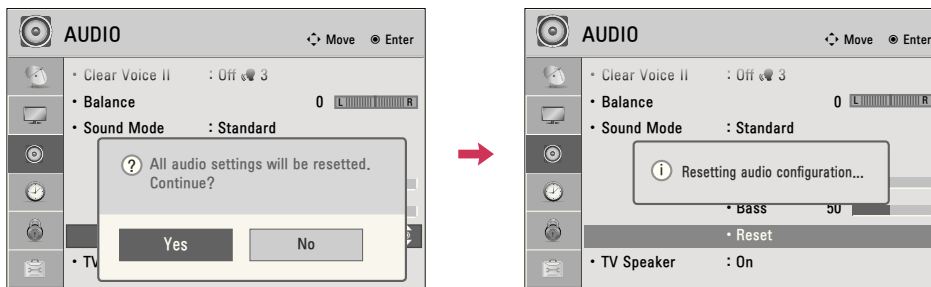 AUDIO
Move Enter
• Clear Voice II : Off 3
• Balance 0 L R
• Sound Mode : Standard
? All audio settings will be resetted.
Continue?
Yes No
• TV
AUDIO
Move Enter
• Clear Voice II : Off 3
• Balance 0 L R
• Sound Mode : Standard
i Resetting audio configuration...
• Bass 50
• Reset
• TV Speaker : On